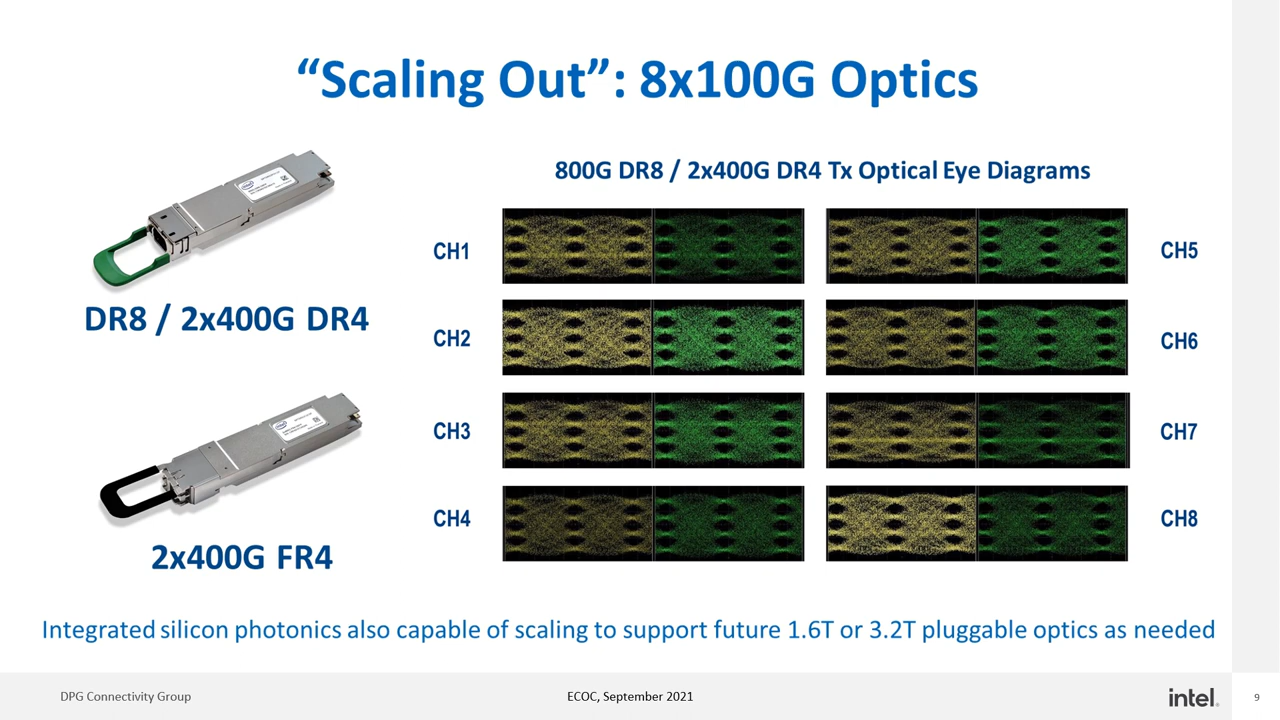 “Scaling Out”: 8x100G Optics
800G DR8 / 2x400G DR4 Tx Optical Eye Diagrams
DR8 / 2x400G DR4
2x400G FR4
CH1
CH2
CH3
CH4
CH5
CH6
CH7
CH8
Integrated silicon photonics also capable of scaling to support future 1.6T or 3.2T pluggable optics as needed
DPG Connectivity Group
ECOC, September 2021
intel
9